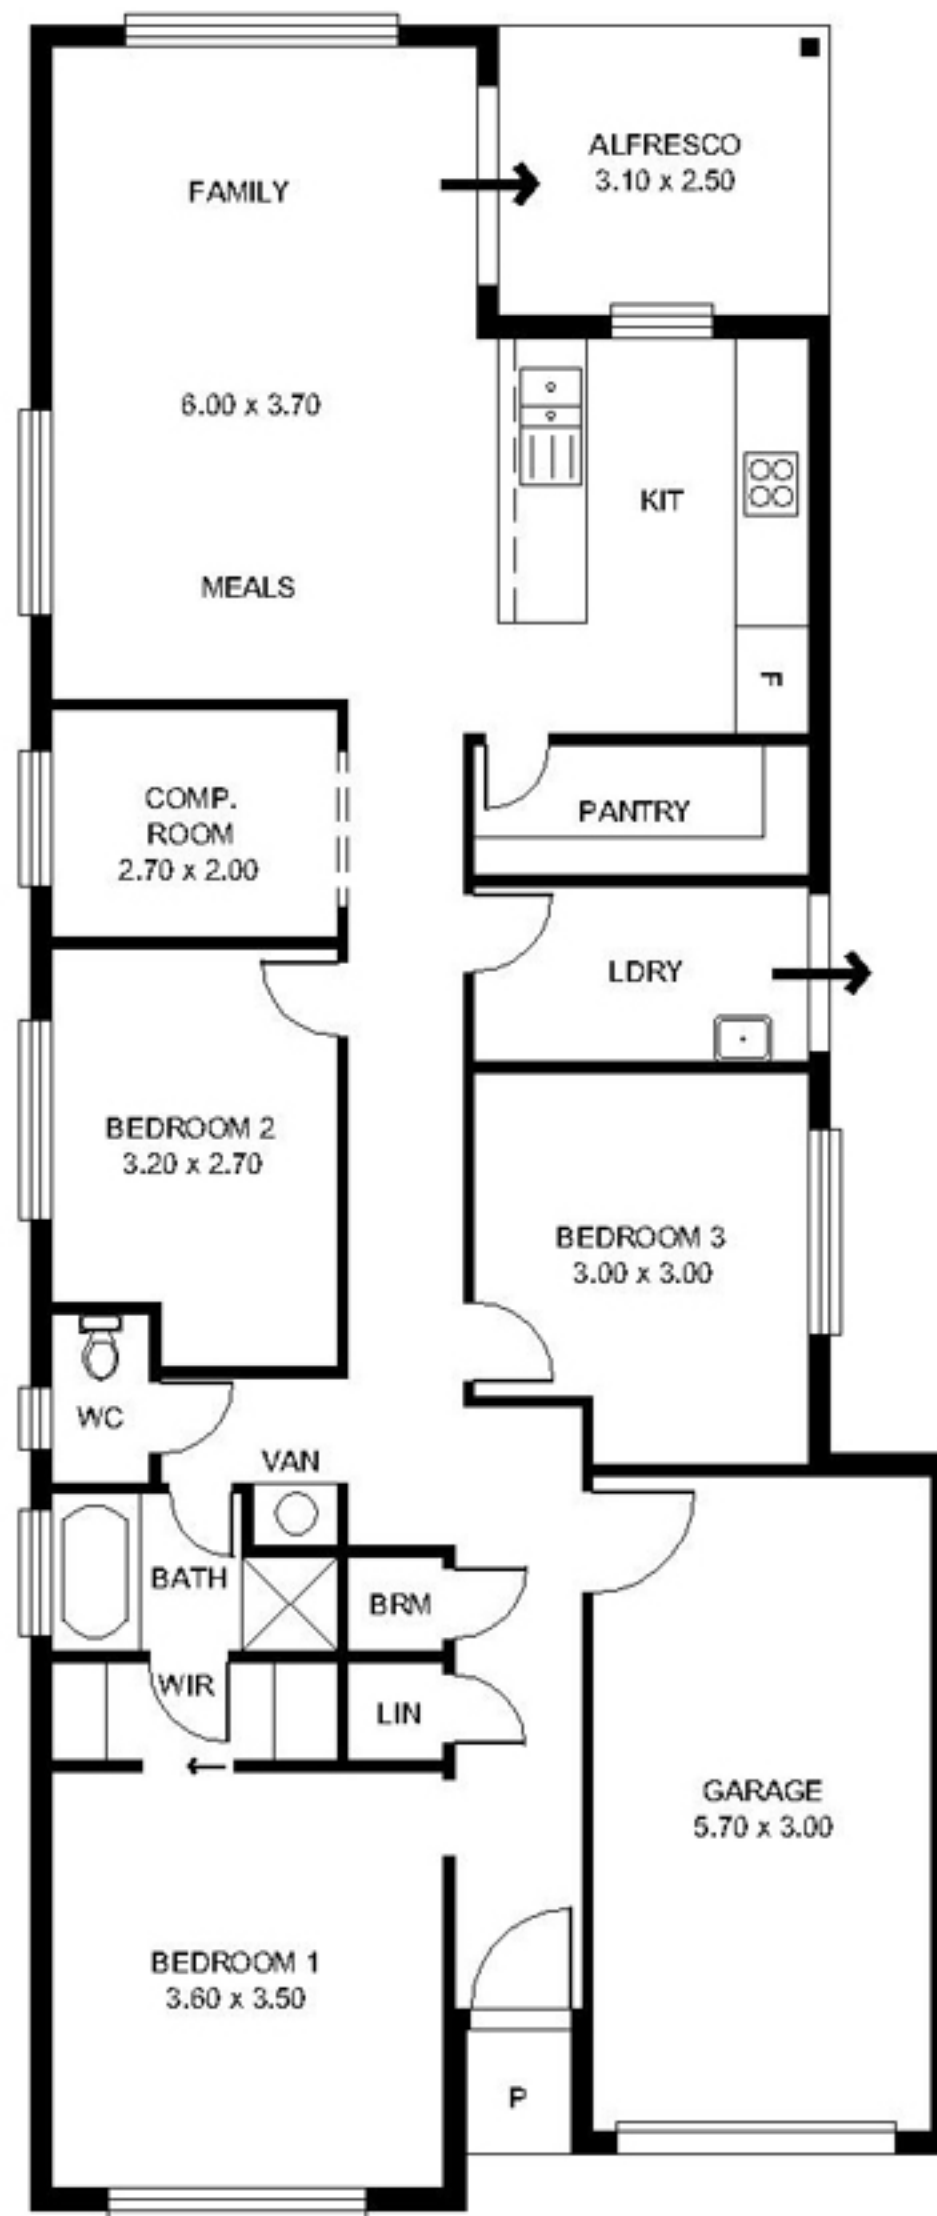 ALFRESCO
3.10 x 2.50
FAMILY
6.00 x 3.70
KIT
MEALS
F
COMP.
ROOM
2.70 x 2.00
PANTRY
LDRY
BEDROOM 2
3.20 x 2.70
BEDROOM 3
3.00 x 3.00
WC
VAN
BATH
BRM
WIR
LIN
GARAGE
5.70 x 3.00
BEDROOM 1
3.60 x 3.50
P